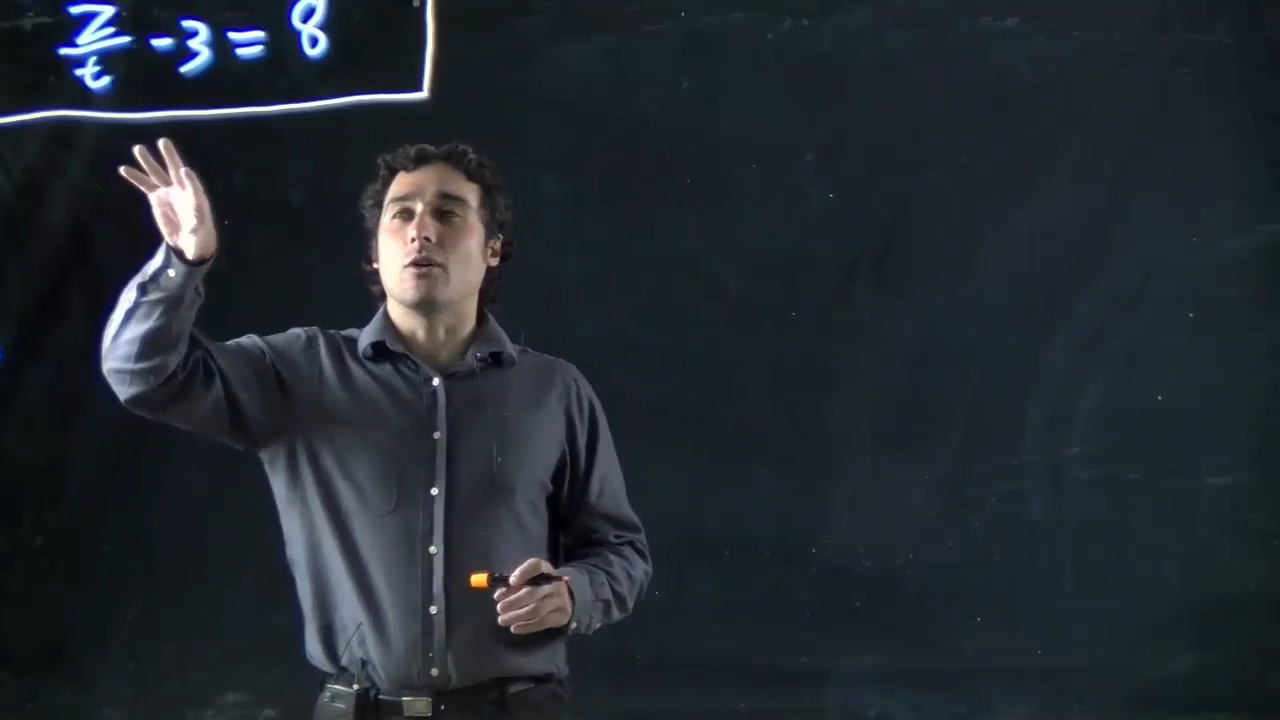 z/t - 3 = 8